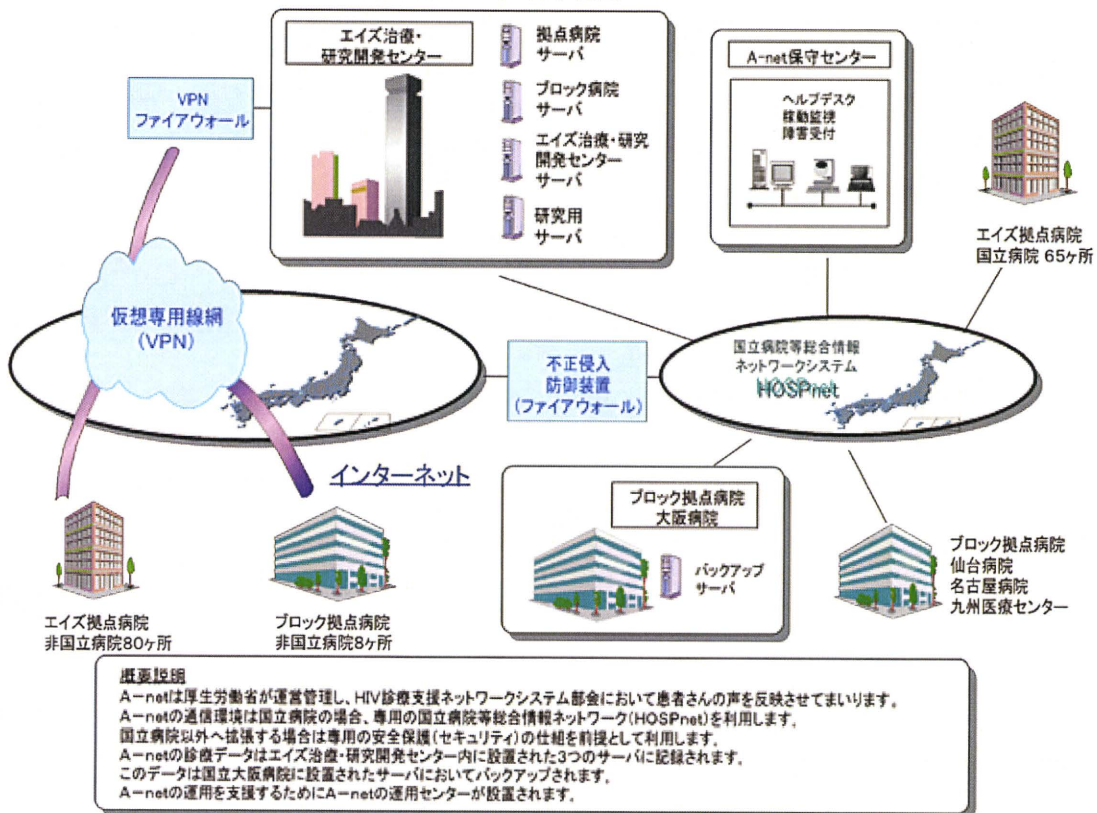 エイズ治療・
研究開発センター
拠点病院
サーバ
ブロック病院
サーバ
エイズ治療・研究
開発センター
サーバ
研究用
サーバ
A-net保守センター
ヘルプデスク
稼動監視
障害受付
VPN
ファイアウォール
エイズ拠点病院
国立病院 65ヶ所
仮想専用線網
(VPN)
不正侵入
防御装置
(ファイアウォール)
国立病院等総合情報
ネットワークシステム
HOSPnet
インターネット
ブロック拠点病院
大阪病院
バックアップ
サーバ
ブロック拠点病院
仙台病院
名古屋病院
九州医療センター
エイズ拠点病院
非国立病院80ヶ所
ブロック拠点病院
非国立病院8ヶ所
概要説明
A-netは厚生労働省が運営管理し、HIV診療支援ネットワークシステム部会において患者さんの声を反映させてまいります。
A-netの通信環境は国立病院の場合、専用の国立病院等総合情報ネットワーク(HOSPnet)を利用します。
国立病院以外へ拡張する場合は専用の安全保護(セキュリティ)の仕組を前提として利用します。
A-netの診療データはエイズ治療・研究開発センター内に設置された3つのサーバに記録されます。
このデータは国立大阪病院に設置されたサーバにおいてバックアップされます。
A-netの運用を支援するためにA-netの運用センターが設置されます。